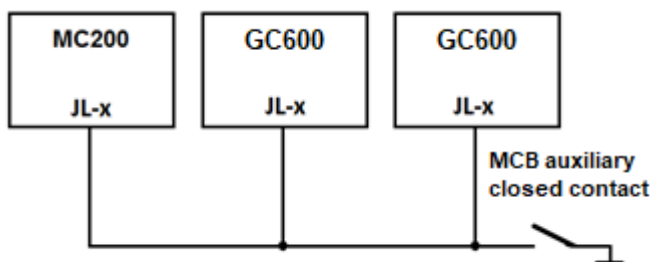 MC200
GC600
GC600
JL-x
JL-x
JL-x
MCB auxiliary
closed contact